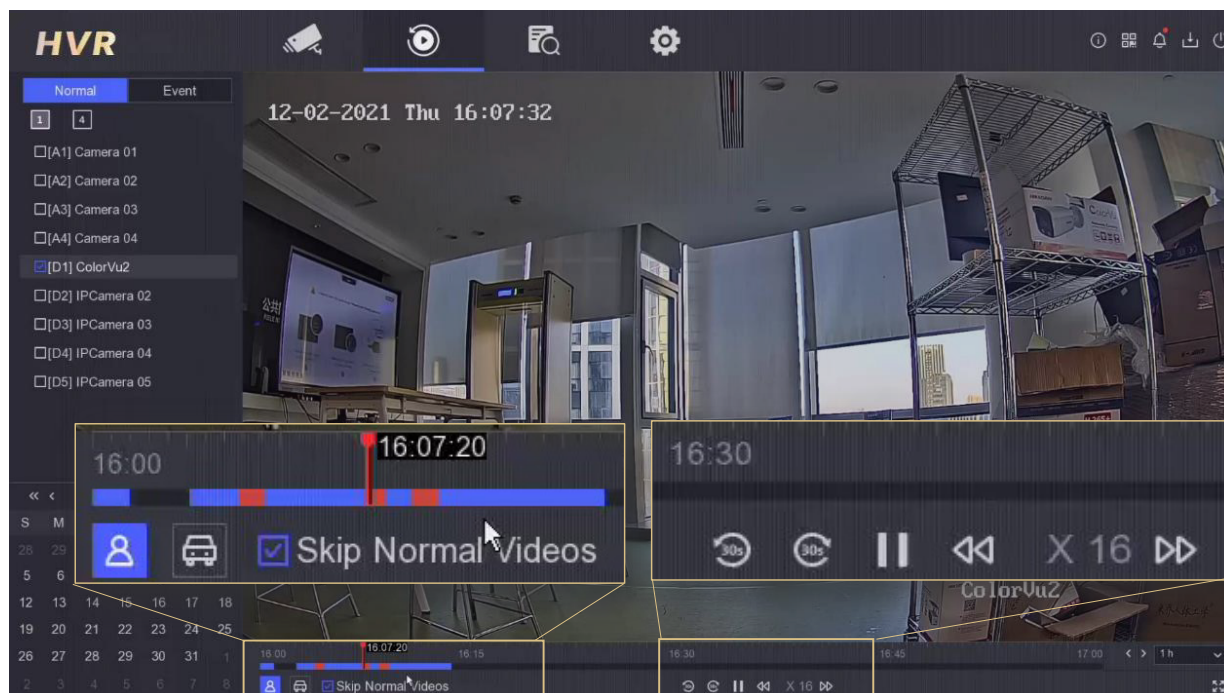 HVR
Normal Event
1 4
12-02-2021 Thu 16:07:32
[A1] Camera 01
[A2] Camera 02
[A3] Camera 03
[A4] Camera 04
[D1] ColorVu2
[D2] IPCamera 02
[D3] IPCamera 03
[D4] IPCamera 04
[D5] IPCamera 05
16:00 16:07:20
16:30
Skip Normal Videos
30s 30s X 16
S M
28 29
5 6
12 13 14 15 16 17 18
19 20 21 22 23 24 25
26 27 28 29 30 31 1
2 3 4 5 6 7 8
ColorVu2
16:00 16:07:20 16:15 16:30 16:45 17:00 1 h
Skip Normal Videos X 16